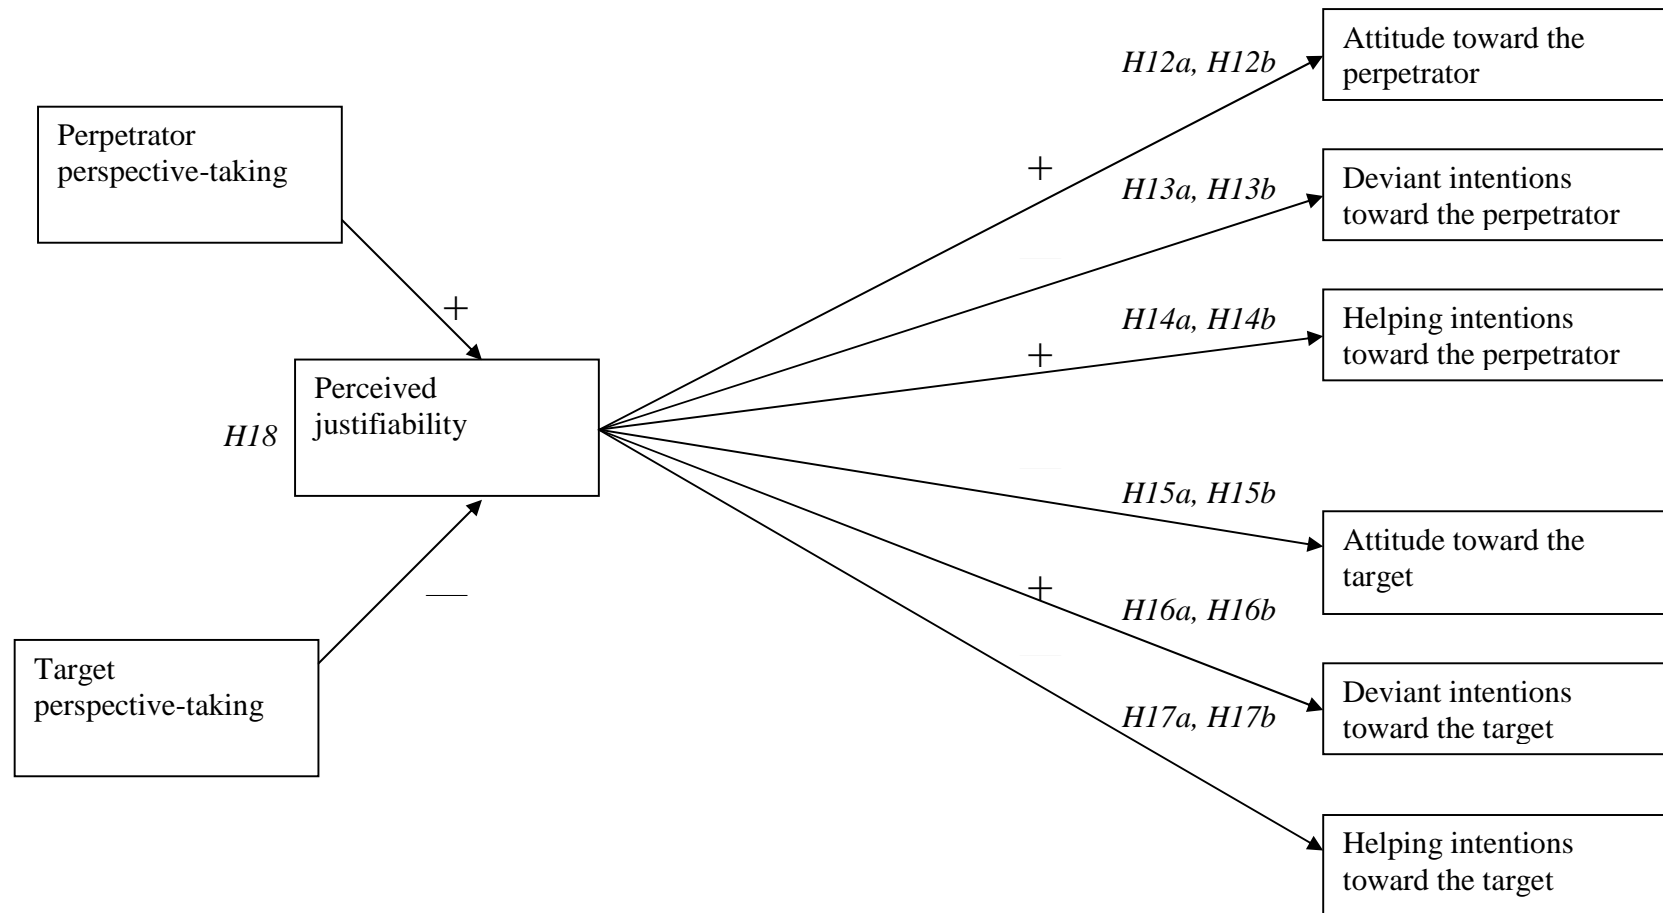 Attitude toward the
perpetrator
H12a, H12b
Perpetrator
perspective-taking
+
Deviant intentions
toward the perpetrator
H13a, H13b
—
Helping intentions
toward the perpetrator
H14a, H14b
+
+
Perceived
justifiability
H18
—
H15a, H15b
Attitude toward the
target
—
+
H16a, H16b
Target
perspective-taking
Deviant intentions
toward the target
—
H17a, H17b
Helping intentions
toward the target